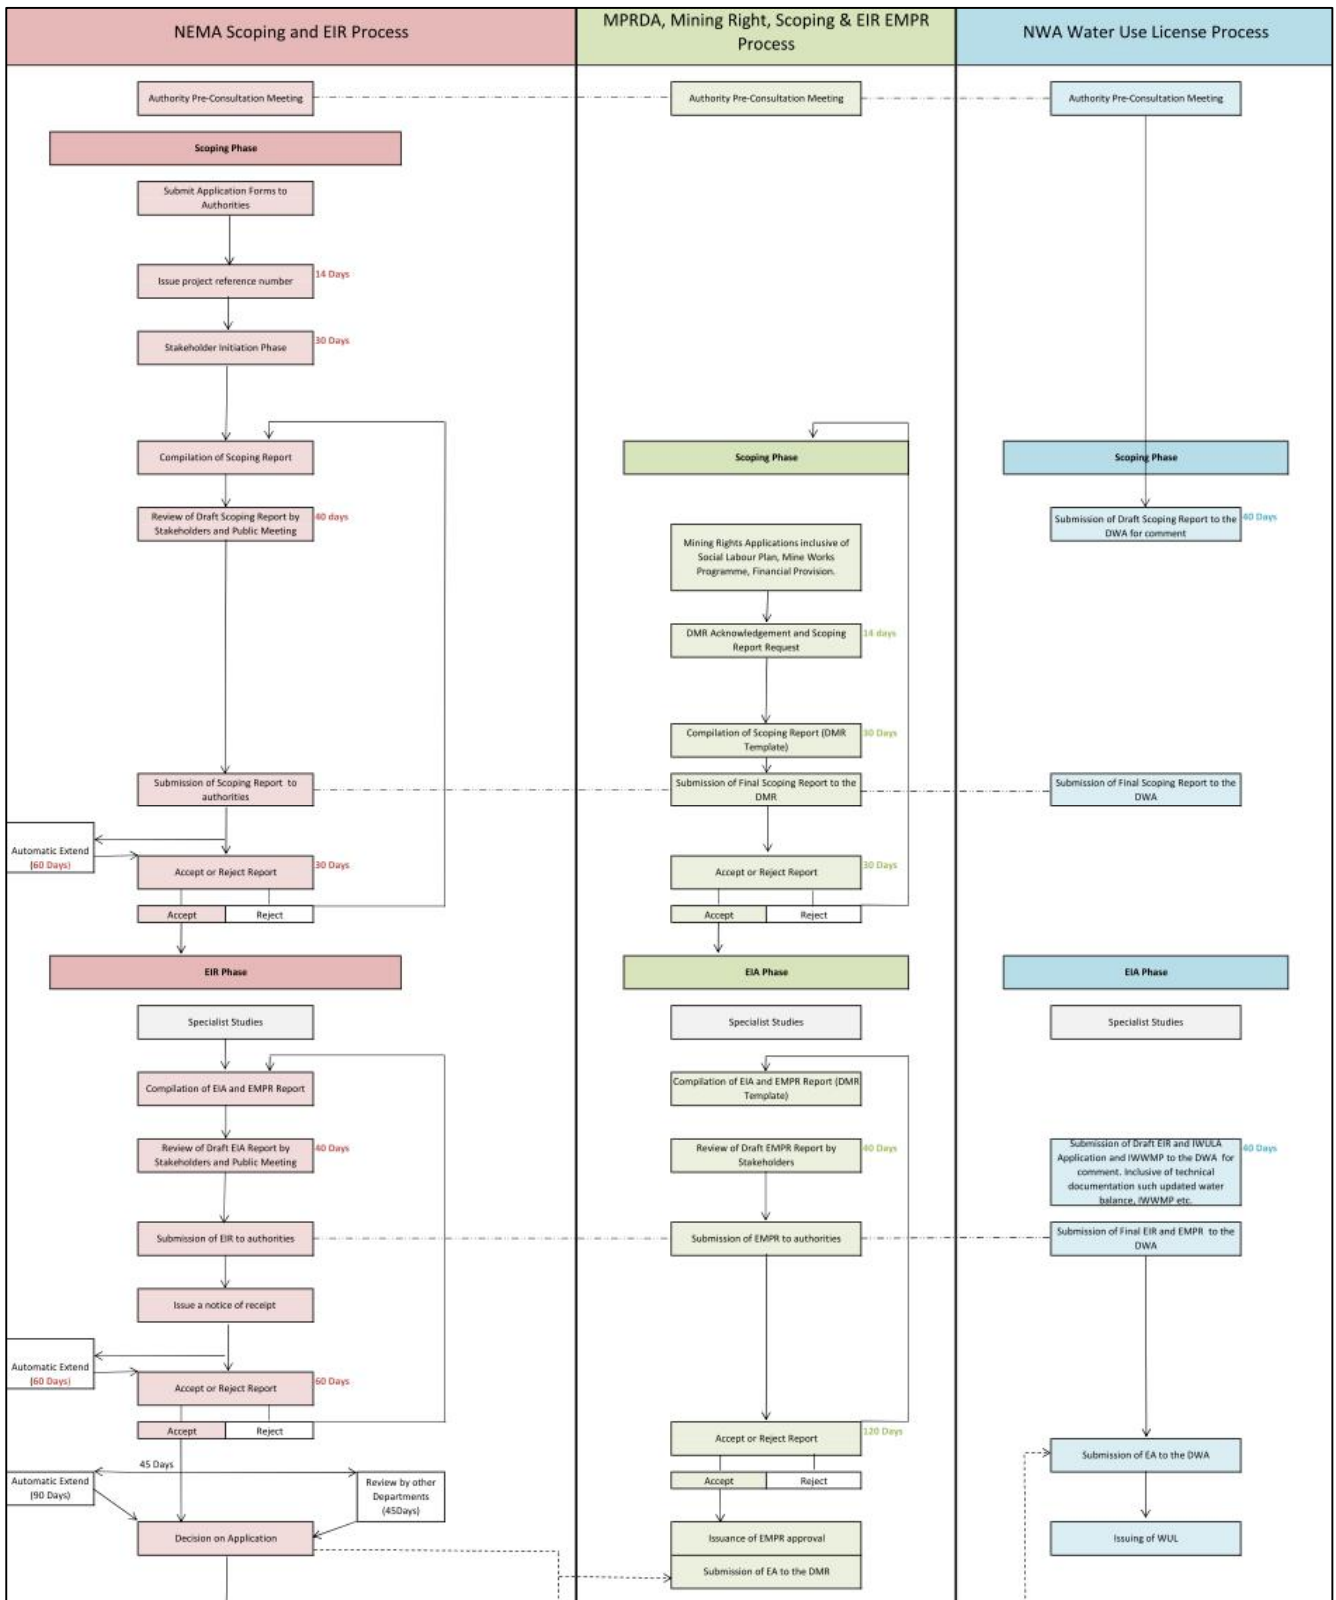 NEMA Scoping and EIR Process
MPRDA, Mining Right, Scoping & EIR EMPR
Process
NWA Water Use License Process
Authority Pre-Consultation Meeting
Authority Pre-Consultation Meeting
Authority Pre-Consultation Meeting
Scoping Phase
Submit Application Forms to
Authorities
Issue project reference number
14 Days
Stakeholder Initiation Phase
30 Days
Compilation of Scoping Report
Scoping Phase
Scoping Phase
Review of Draft Scoping Report by
Stakeholders and Public Meeting
40 days
Submission of Draft Scoping Report to the
DWA for comment
40 Days
Mining Rights Applications inclusive of
Social Labour Plan, Mine Works
Programme, Financial Provision.
DMR Acknowledgement and Scoping
Report Request
14 days
Compilation of Scoping Report (DMR
Template)
30 Days
Submission of Scoping Report to
authorities
Submission of Final Scoping Report to the
DMR
Submission of Final Scoping Report to the
DWA
Automatic Extend
(60 Days)
Accept or Reject Report
30 Days
Accept or Reject Report
30 Days
Accept
Reject
Accept
Reject
EIR Phase
EIA Phase
EIA Phase
Specialist Studies
Specialist Studies
Specialist Studies
Compilation of EIA and EMPR Report
Compilation of EIA and EMPR Report (DMR
Template)
Review of Draft EIA Report by
Stakeholders and Public Meeting
40 Days
Review of Draft EMPR Report by
Stakeholders
40 Days
Submission of Draft EIR and IWULA
Application and IWWMP to the DWA for
comment. Inclusive of technical
documentation such updated water
balance, IWWMP etc.
40 Days
Submission of EIR to authorities
Submission of EMPR to authorities
Submission of Final EIR and EMPR to the
DWA
Issue a notice of receipt
Automatic Extend
(60 Days)
Accept or Reject Report
60 Days
Accept
Reject
Accept or Reject Report
120 Days
Submission of EA to the DWA
45 Days
Accept
Reject
Automatic Extend
(90 Days)
Review by other
Departments
(45Days)
Decision on Application
Issuance of EMPR approval
Issuing of WUL
Submission of EA to the DMR